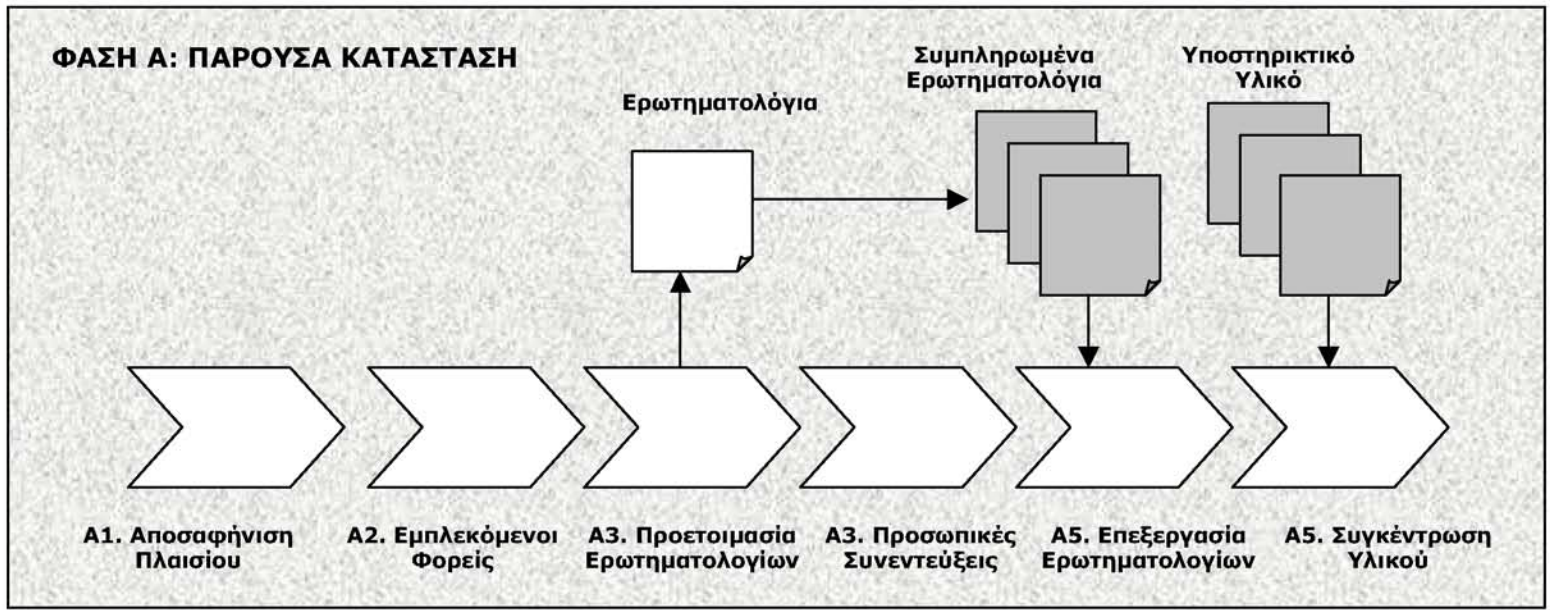 ΦΑΣΗ Α: ΠΑΡΟΥΣΑ ΚΑΤΑΣΤΑΣΗ
Συμπληρωμένα
Ερωτηματολόγια
Υποστηρικτικό
Υλικό
Ερωτηματολόγια
Α1. Αποσαφήνιση
Πλαισίου
Α2. Εμπλεκόμενοι
Φορείς
Α3. Προετοιμασία
Ερωτηματολογίων
Α3. Προσωπικές
Συνεντεύξεις
Α5. Επεξεργασία
Ερωτηματολογίων
Α5. Συγκέντρωση
Υλικού